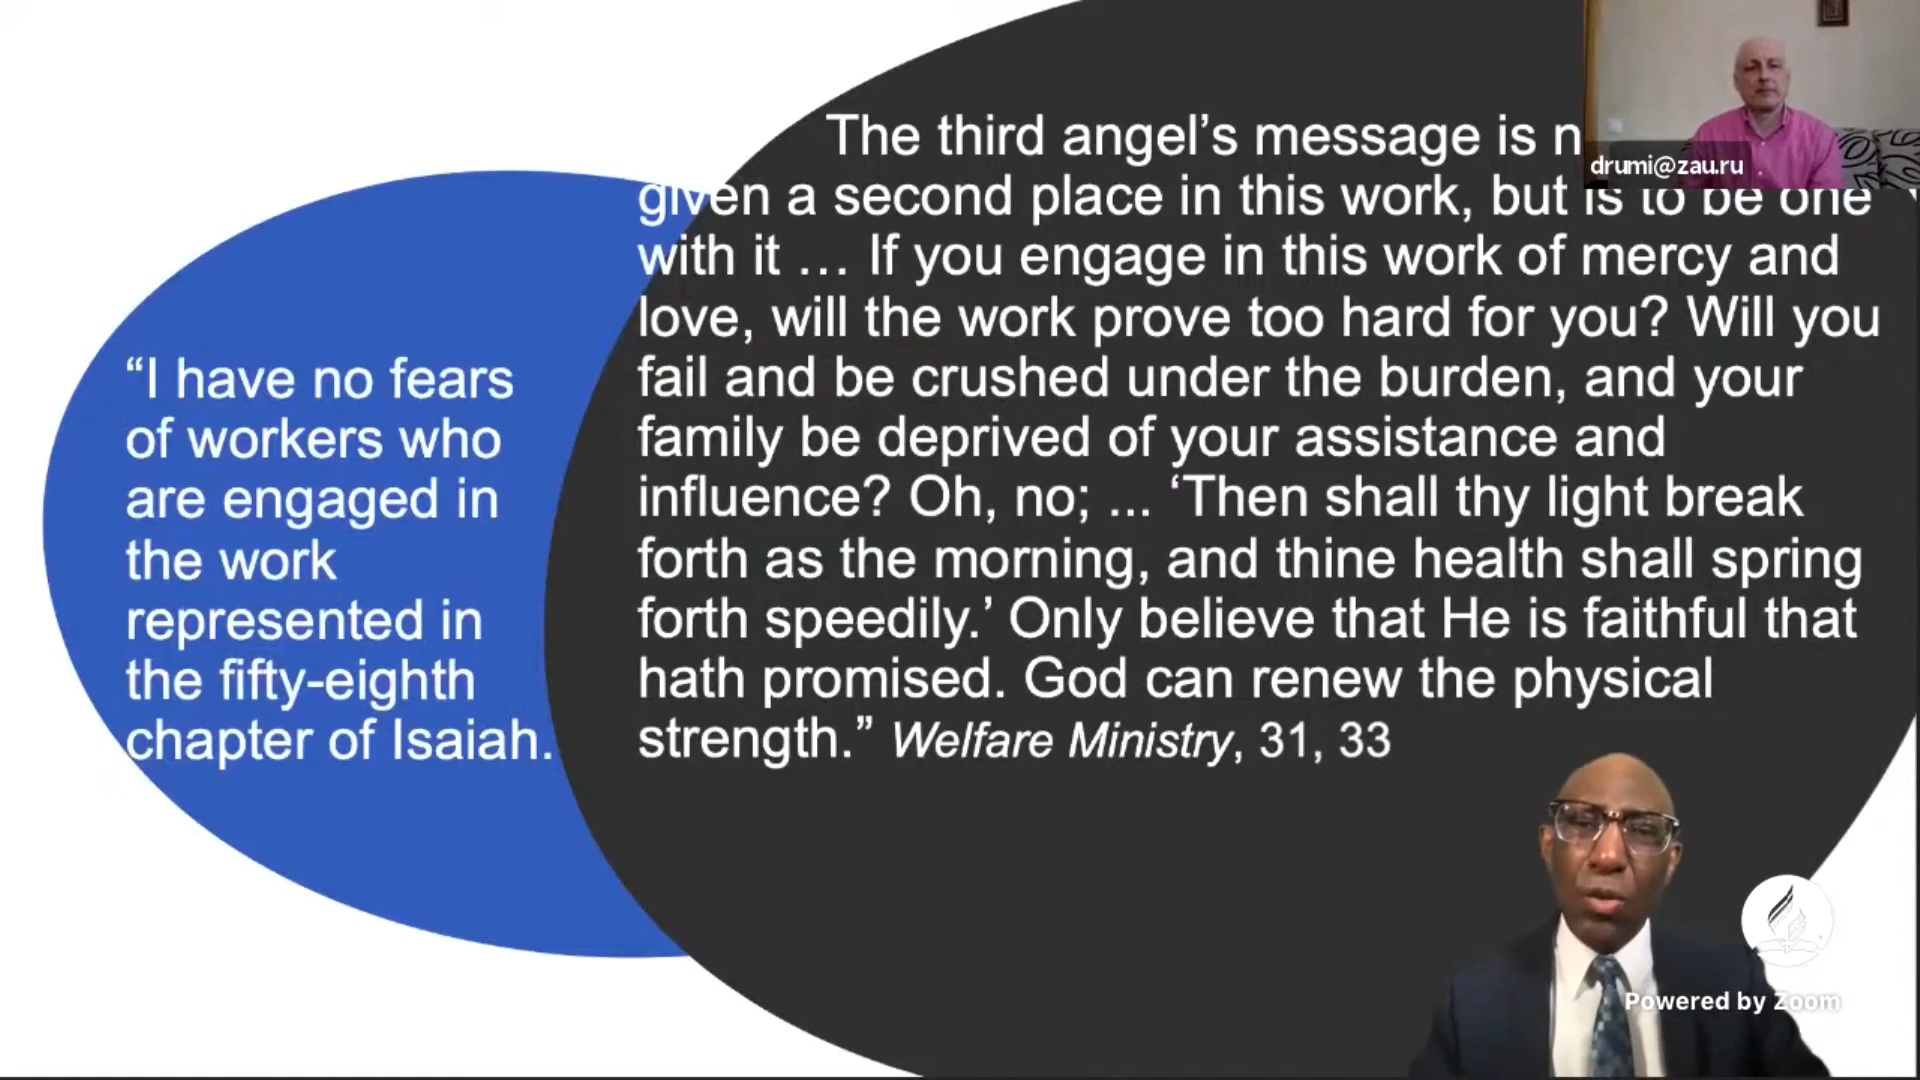 “I have no fears
of workers who
are engaged in
the work
represented in
the fifty-eighth
chapter of Isaiah.
The third angel’s message is
given a second place in this work, but is to be one
with it … If you engage in this work of mercy and
love, will the work prove too hard for you? Will you
fail and be crushed under the burden, and your
family be deprived of your assistance and
influence? Oh, no; ... ‘Then shall thy light break
forth as the morning, and thine health shall spring
forth speedily.’ Only believe that He is faithful that
hath promised. God can renew the physical
strength.” Welfare Ministry, 31, 33
drumi@zau.ru
Powered by Zoom